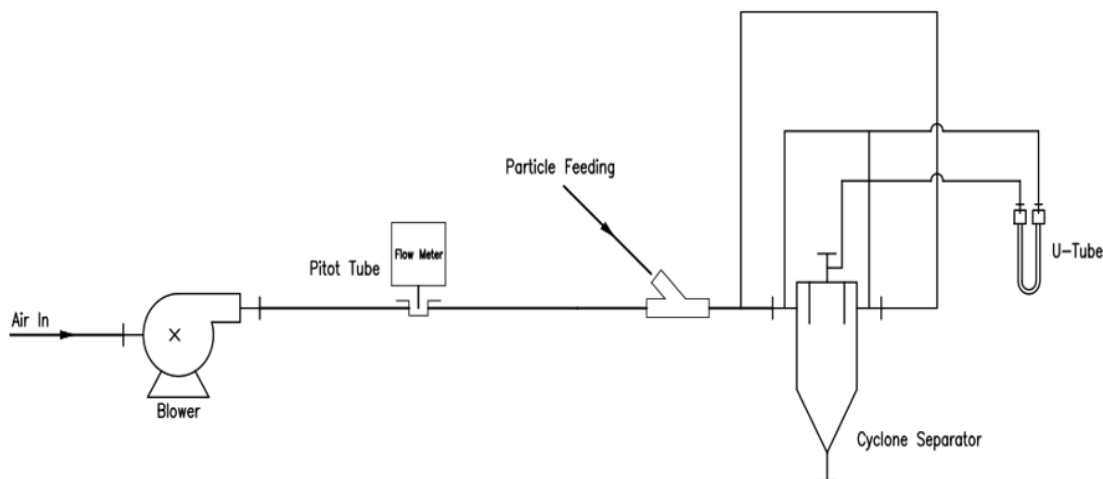 Particle Feeding
Flow Meter
Pitot Tube
U-Tube
Air In
Blower
Cyclone Separator